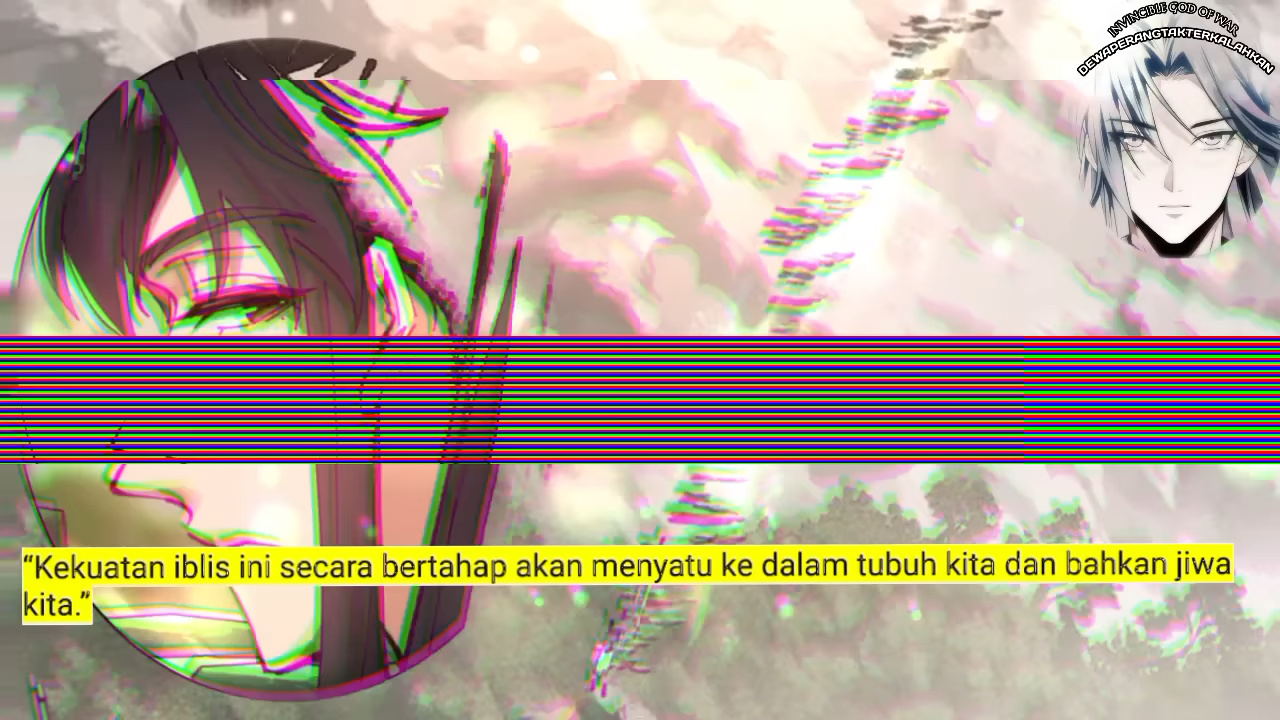 INVINCIBLE GOD OF WAR
DEWAPERANGTAKTERKALAHKAN
“Kekuatan iblis ini secara bertahap akan menyatu ke dalam tubuh kita dan bahkan jiwa
kita.”